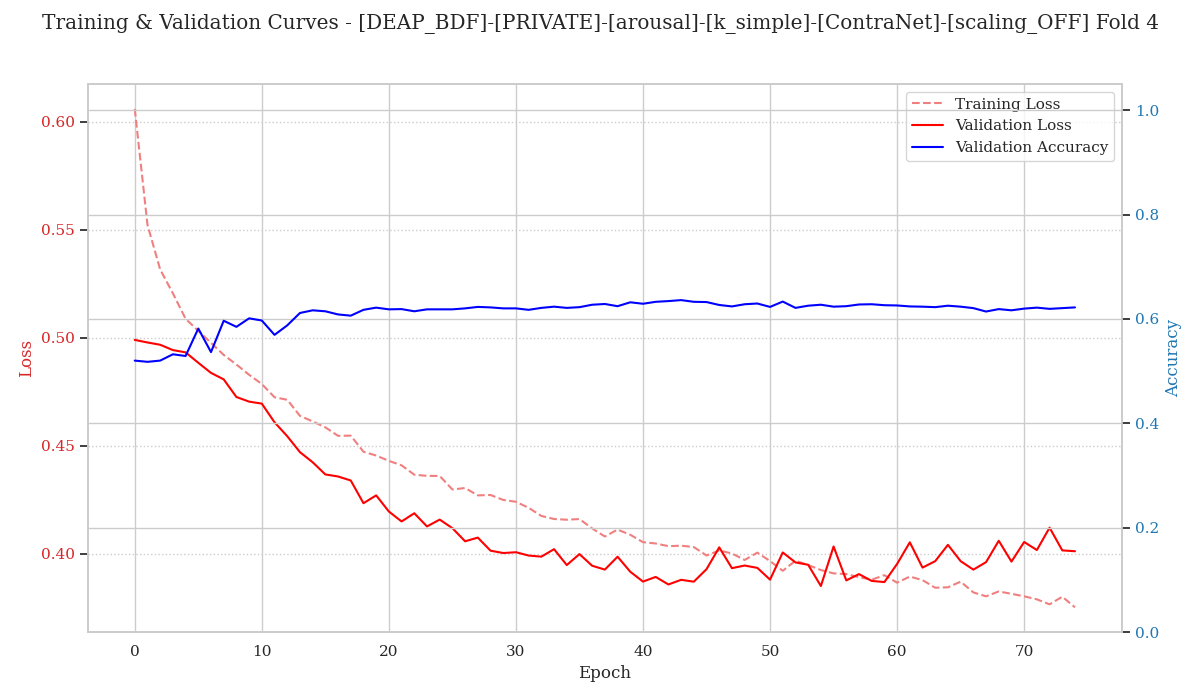 Training & Validation Curves - [DEAP_BDF]-[PRIVATE]-[arousal]-[k_simple]-[ContraNet]-[scaling_OFF] Fold 4
Training Loss
Validation Loss
Validation Accuracy
0.60
0.55
0.50
0.45
0.40
Loss
1.0
0.8
0.6
0.4
0.2
0.0
Accuracy
0 10 20 30 40 50 60 70
Epoch